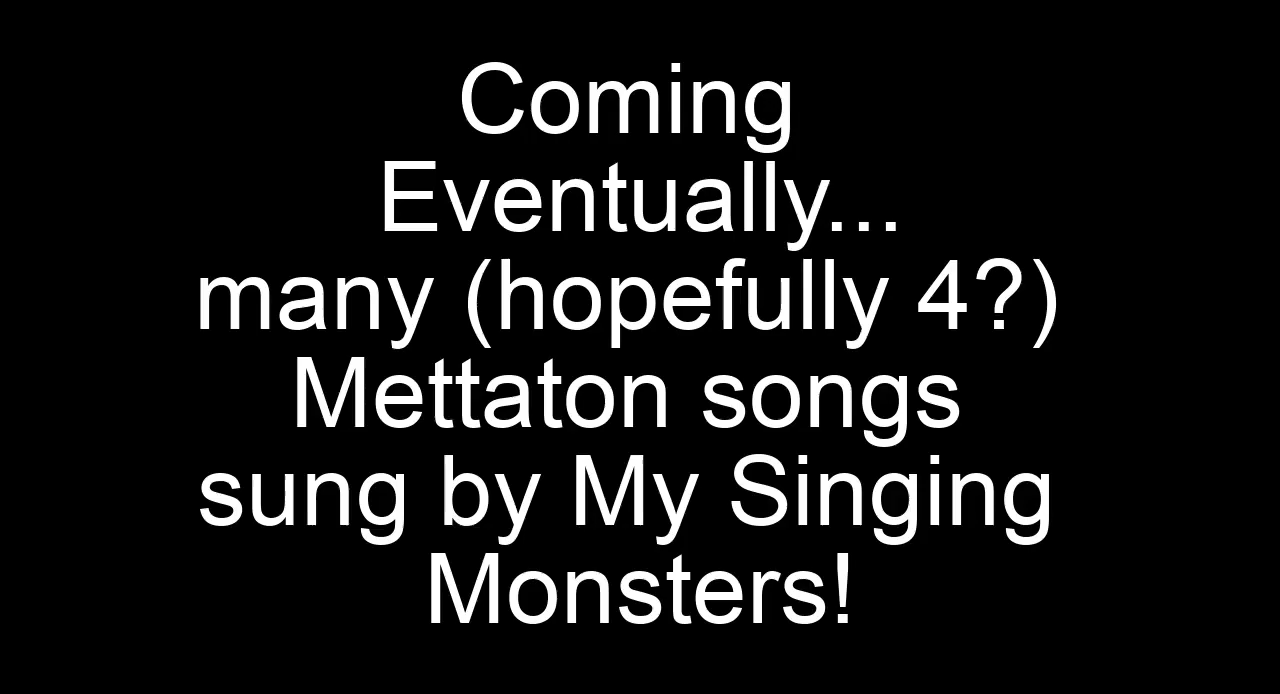 Coming
Eventually...
many (hopefully 4?)
Mettaton songs
sung by My Singing
Monsters!